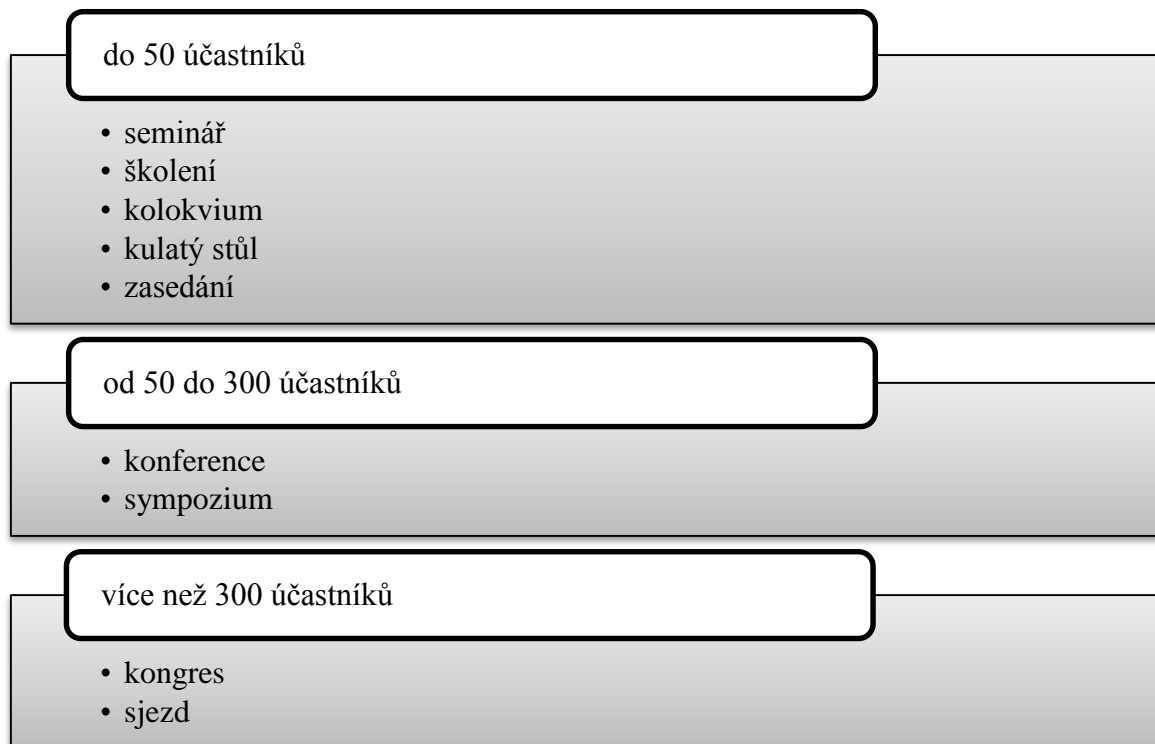 do 50 účastníků
• seminář
• školení
• kolokvium
• kulatý stůl
• zasedání
od 50 do 300 účastníků
• konference
• sympozium
více než 300 účastníků
• kongres
• sjezd